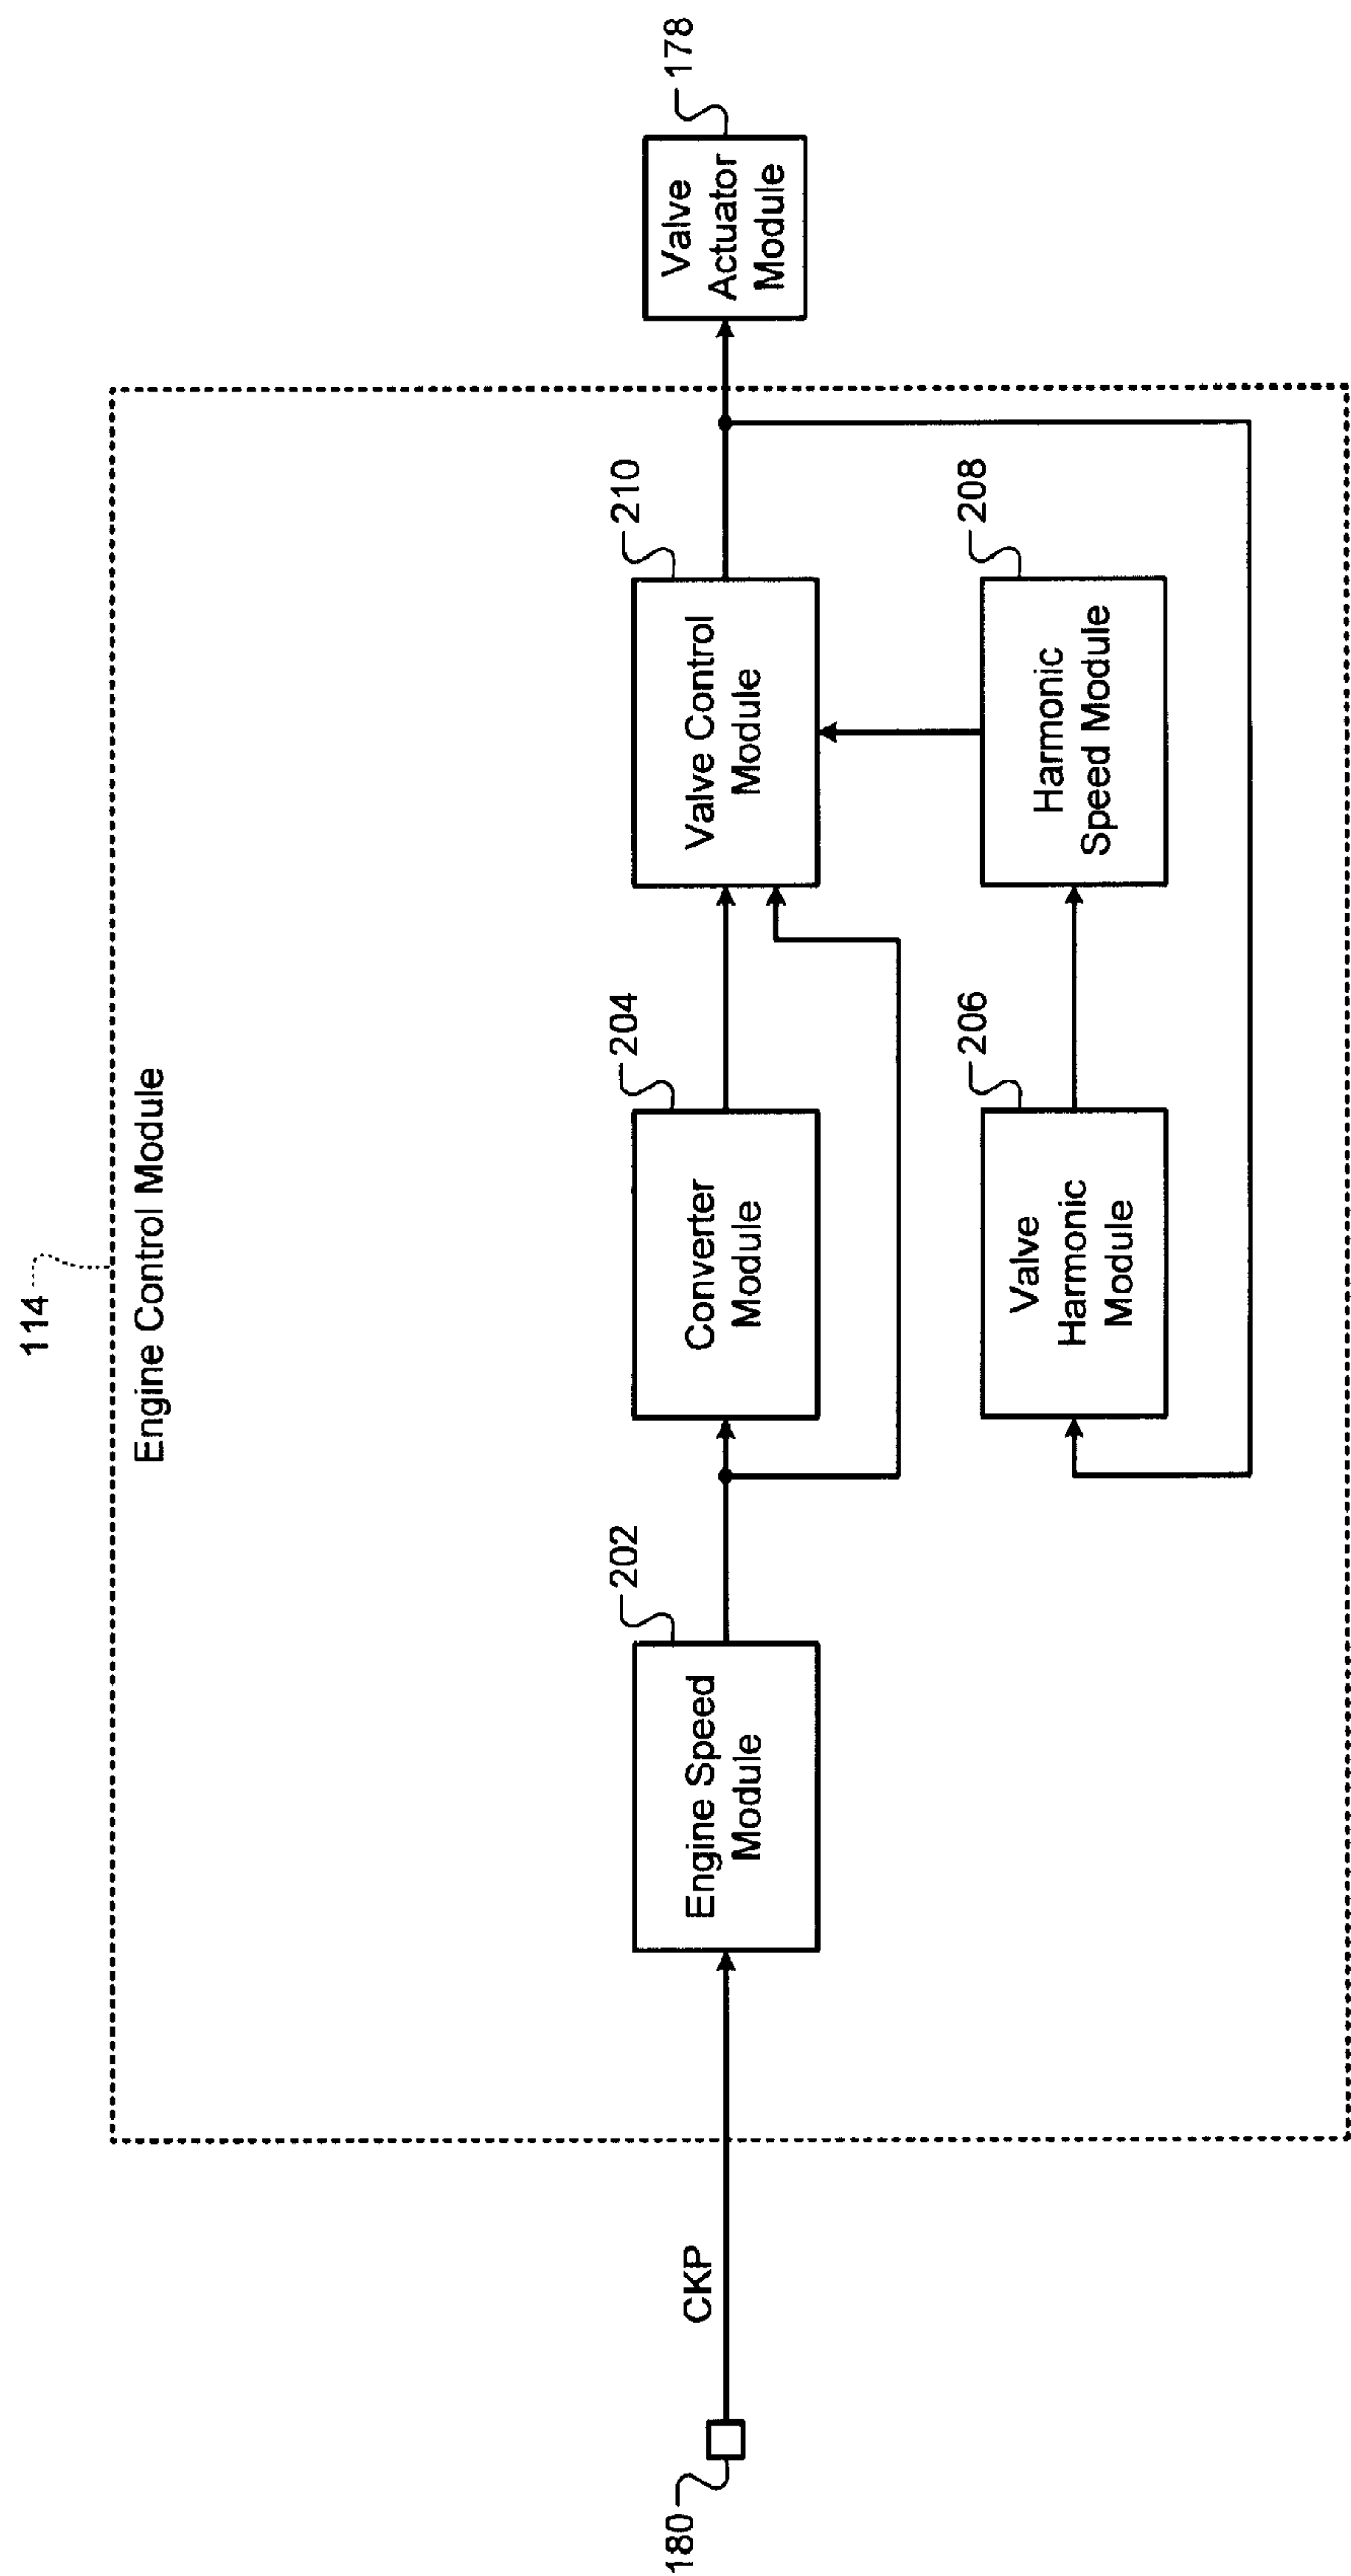 114
Engine Control Module
180
CKP
202
Engine Speed
Module
204
Converter
Module
210
Valve Control
Module
178
Valve
Actuator
Module
206
Valve
Harmonic
Module
208
Harmonic
Speed Module